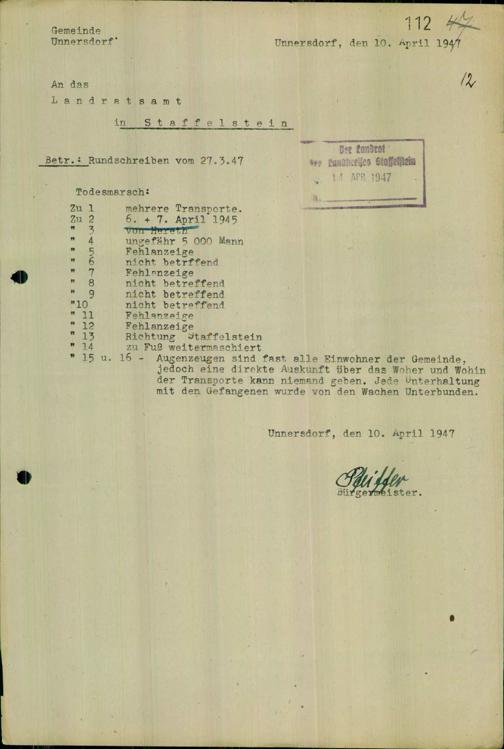 112 47
Gemeinde
Unnersdorf
Unnersdorf, den 10. April 1947
12
An das
Landratsamt
in Staffelstein
Betr.: Rundschreiben vom 27.3.47
Der Landrat
des Landkreises Staffelstein
14 APR 1947
Todesmarsch:
Zu 1 mehrere Transporte.
Zu 2 6. + 7. April 1945
" 3 von Hereth
" 4 ungefähr 5 000 Mann
" 5 Fehlanzeige
" 6 nicht betrffend
" 7 Fehlanzeige
" 8 nicht betreffend
" 9 nicht betreffend
"10 nicht betreffend
" 11 Fehlanzeige
" 12 Fehlanzeige
" 13 Richtung Staffelstein
" 14 zu Fuß weitermaschiert
" 15 u. 16 - Augenzeugen sind fast alle Einwohner der Gemeinde,
jedoch eine direkte Auskunft über das Woher und Wohin
der Transporte kann niemand geben. Jede Unterhaltung
mit den Gefangenen wurde von den Wachen Unterbunden.
Unnersdorf, den 10. April 1947
Pfeiffer
Bürgermeister.